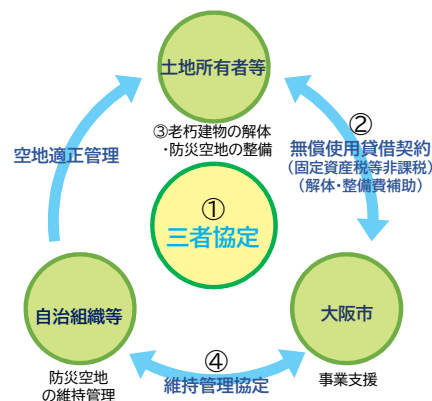 土地所有者等
③老朽建物の解体
・防災空地の整備
空地適正管理
②
無償使用貸借契約
(固定資産税等非課税)
(解体・整備費補助)
①
三者協定
自治組織等
防災空地
の維持管理
④
維持管理協定
大阪市
事業支援